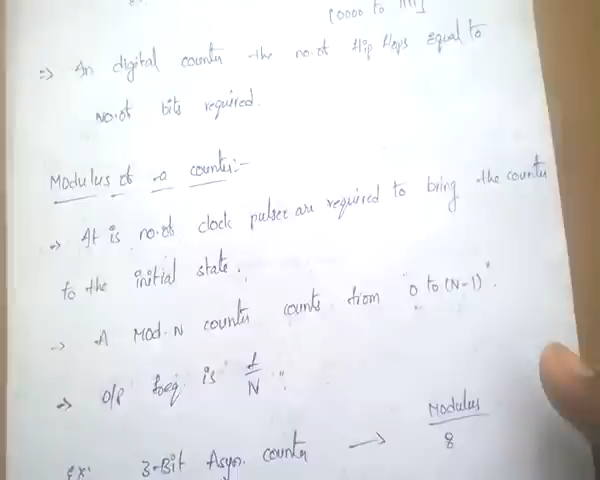 [0000 to 1111]
=> In digital counter the no.of flip flops equal to
no.of bits required.
Modulus of a counter:-
-> It is no.of clock pulses are required to bring the counter
to the initial state.
-> A Mod-N counter counts from "0 to (N-1)".
-> O/P freq is "f/N".
Modulus
Ex: 3-Bit Asyn. counter -> 8